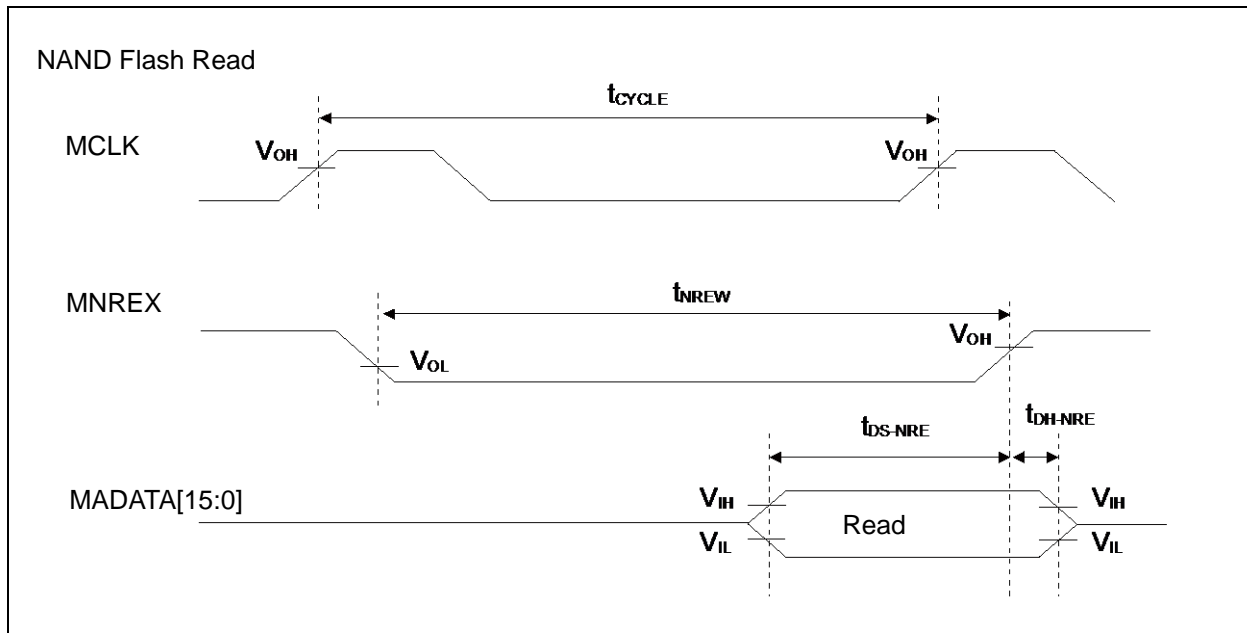 NAND Flash Read
tCYCLE
MCLK
VOH
VOH
tNREW
MNREX
VOH
VOL
tDS-NRE
tDH-NRE
MADATA[15:0]
VIH
VIH
Read
VIL
VIL